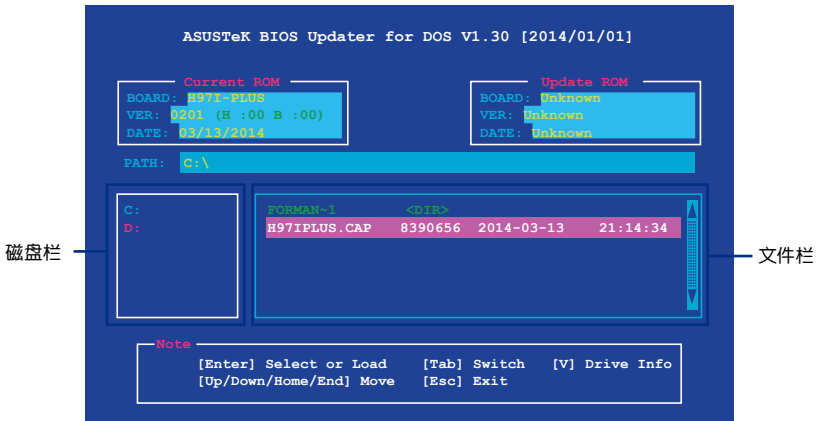 ASUSTeK BIOS Updater for DOS V1.30 [2014/01/01]
Current ROM
BOARD: H97I-PLUS
VER: 0201 (H :00 B :00)
DATE: 03/13/2014
Update ROM
BOARD: Unknown
VER: Unknown
DATE: Unknown
PATH: C:\
C:
D:
FORMAN~1 <DIR>
H97IPLUS.CAP 8390656 2014-03-13 21:14:34
磁盘栏
文件栏
Note
[Enter] Select or Load [Tab] Switch [V] Drive Info
[Up/Down/Home/End] Move [Esc] Exit